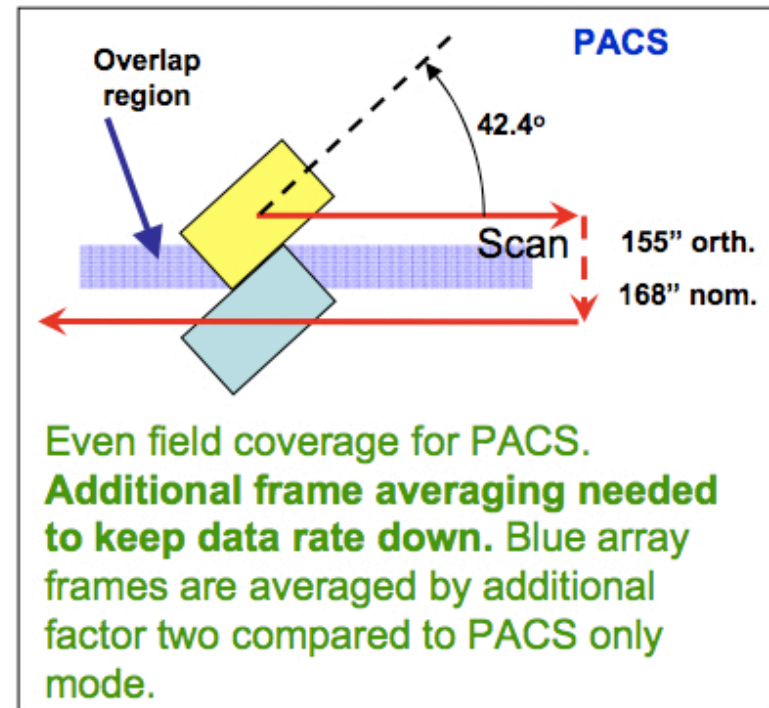 PACS
Overlap
region
42.4º
Scan
155” orth.
168” nom.
Even field coverage for PACS.
Additional frame averaging needed
to keep data rate down. Blue array
frames are averaged by additional
factor two compared to PACS only
mode.